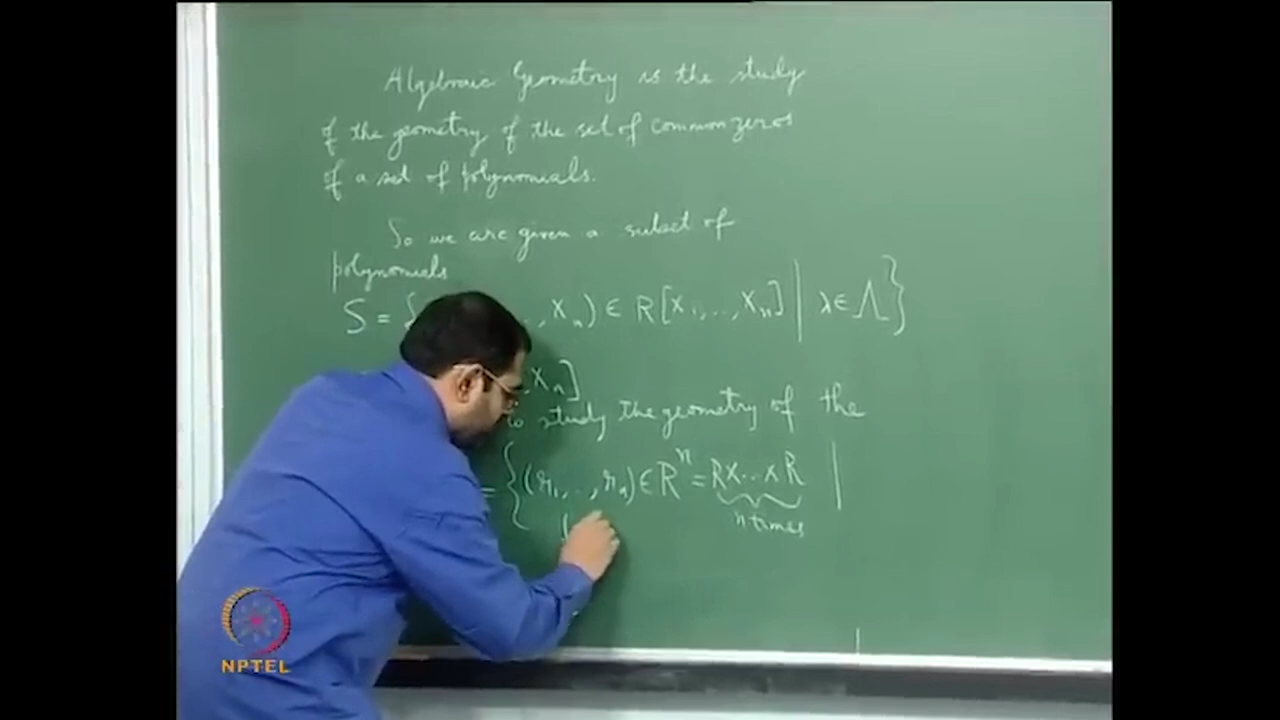 Algebraic Geometry is the study
of the geometry of the set of common zeros
of a set of polynomials.
So we are given a subset of
polynomials
S = { , X_n) ∈ R[X_1,..,X_n] | λ∈Λ}
,X_n]
study the geometry of the
= {(r_1,..,r_n)∈R^n = R×..×R |
n times
NPTEL